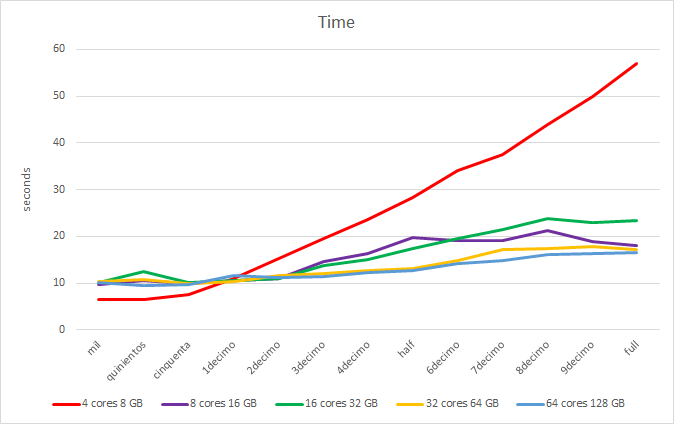 Time
60
50
40
30
20
10
0
seconds
mil
quinientos
cinquenta
1decimo
2decimo
3decimo
4decimo
half
6decimo
7decimo
8decimo
9decimo
full
4 cores 8 GB
8 cores 16 GB
16 cores 32 GB
32 cores 64 GB
64 cores 128 GB